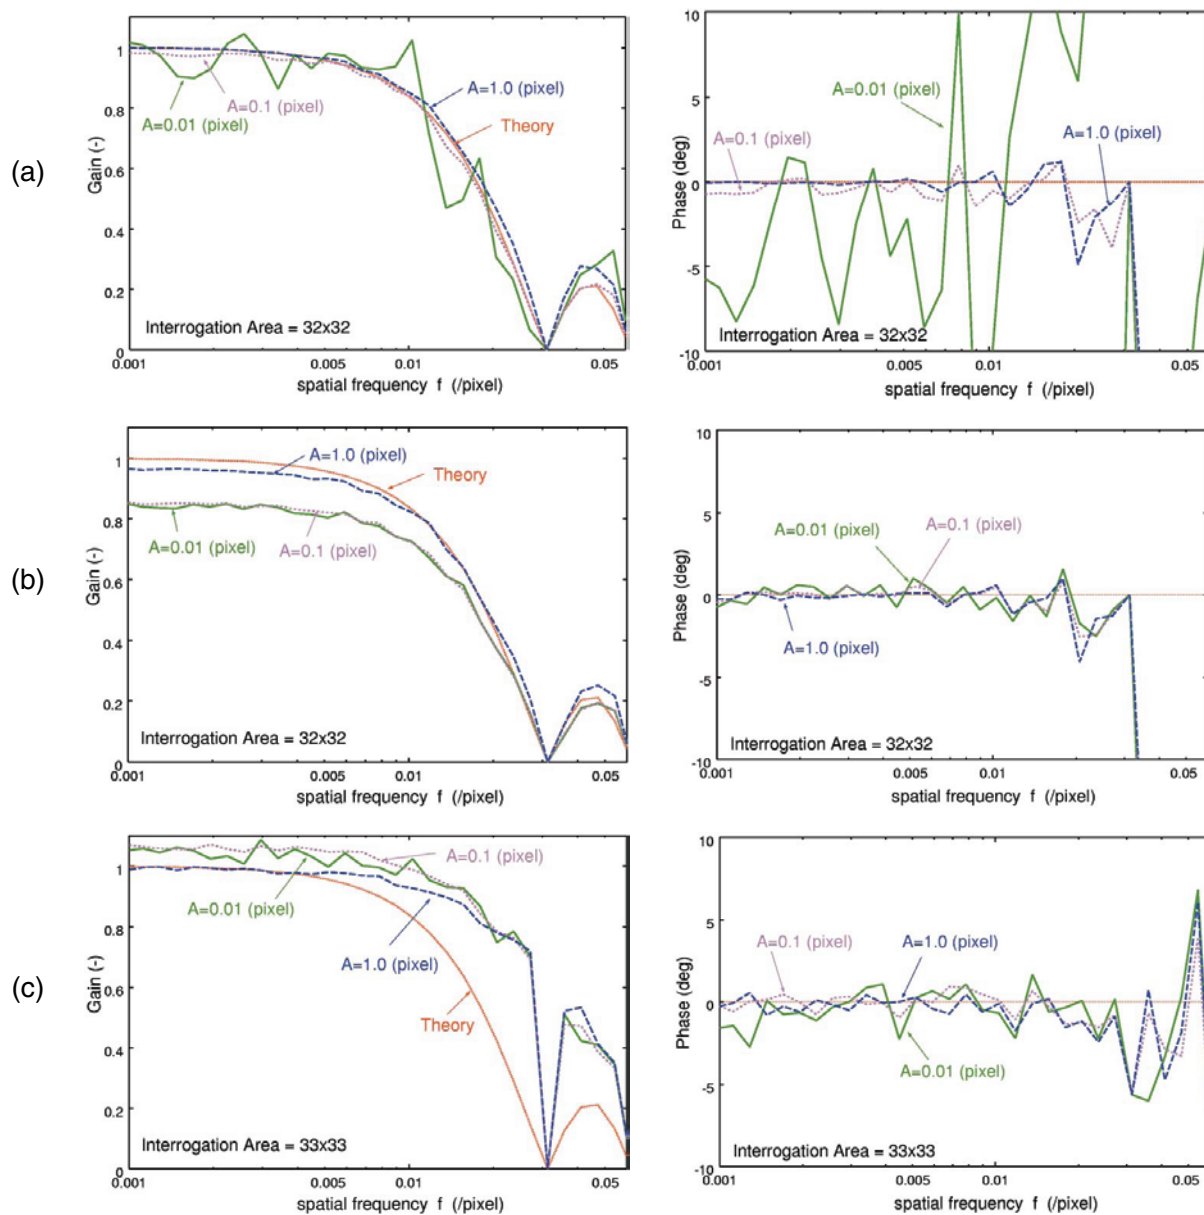 (a)
Gain (-)
1
0.8
0.6
0.4
0.2
0
0.001
0.005
0.01
0.05
spatial frequency f (/pixel)
A=0.01 (pixel)
A=0.1 (pixel)
A=1.0 (pixel)
Theory
Interrogation Area = 32x32
Phase (deg)
10
5
0
-5
-10
0.001
0.005
0.01
0.05
spatial frequency f (/pixel)
A=0.01 (pixel)
A=0.1 (pixel)
A=1.0 (pixel)
Interrogation Area = 32x32
(b)
Gain (-)
1
0.8
0.6
0.4
0.2
0
0.001
0.005
0.01
0.05
spatial frequency f (/pixel)
A=1.0 (pixel)
Theory
A=0.01 (pixel)
A=0.1 (pixel)
Interrogation Area = 32x32
Phase (deg)
10
5
0
-5
-10
0.001
0.005
0.01
0.05
spatial frequency f (/pixel)
A=0.01 (pixel)
A=0.1 (pixel)
A=1.0 (pixel)
Interrogation Area = 32x32
(c)
Gain (-)
1
0.8
0.6
0.4
0.2
0
0.001
0.005
0.01
0.05
spatial frequency f (/pixel)
A=0.1 (pixel)
A=0.01 (pixel)
A=1.0 (pixel)
Theory
Interrogation Area = 33x33
Phase (deg)
10
5
0
-5
-10
0.001
0.005
0.01
0.05
spatial frequency f (/pixel)
A=0.1 (pixel)
A=1.0 (pixel)
A=0.01 (pixel)
Interrogation Area = 33x33